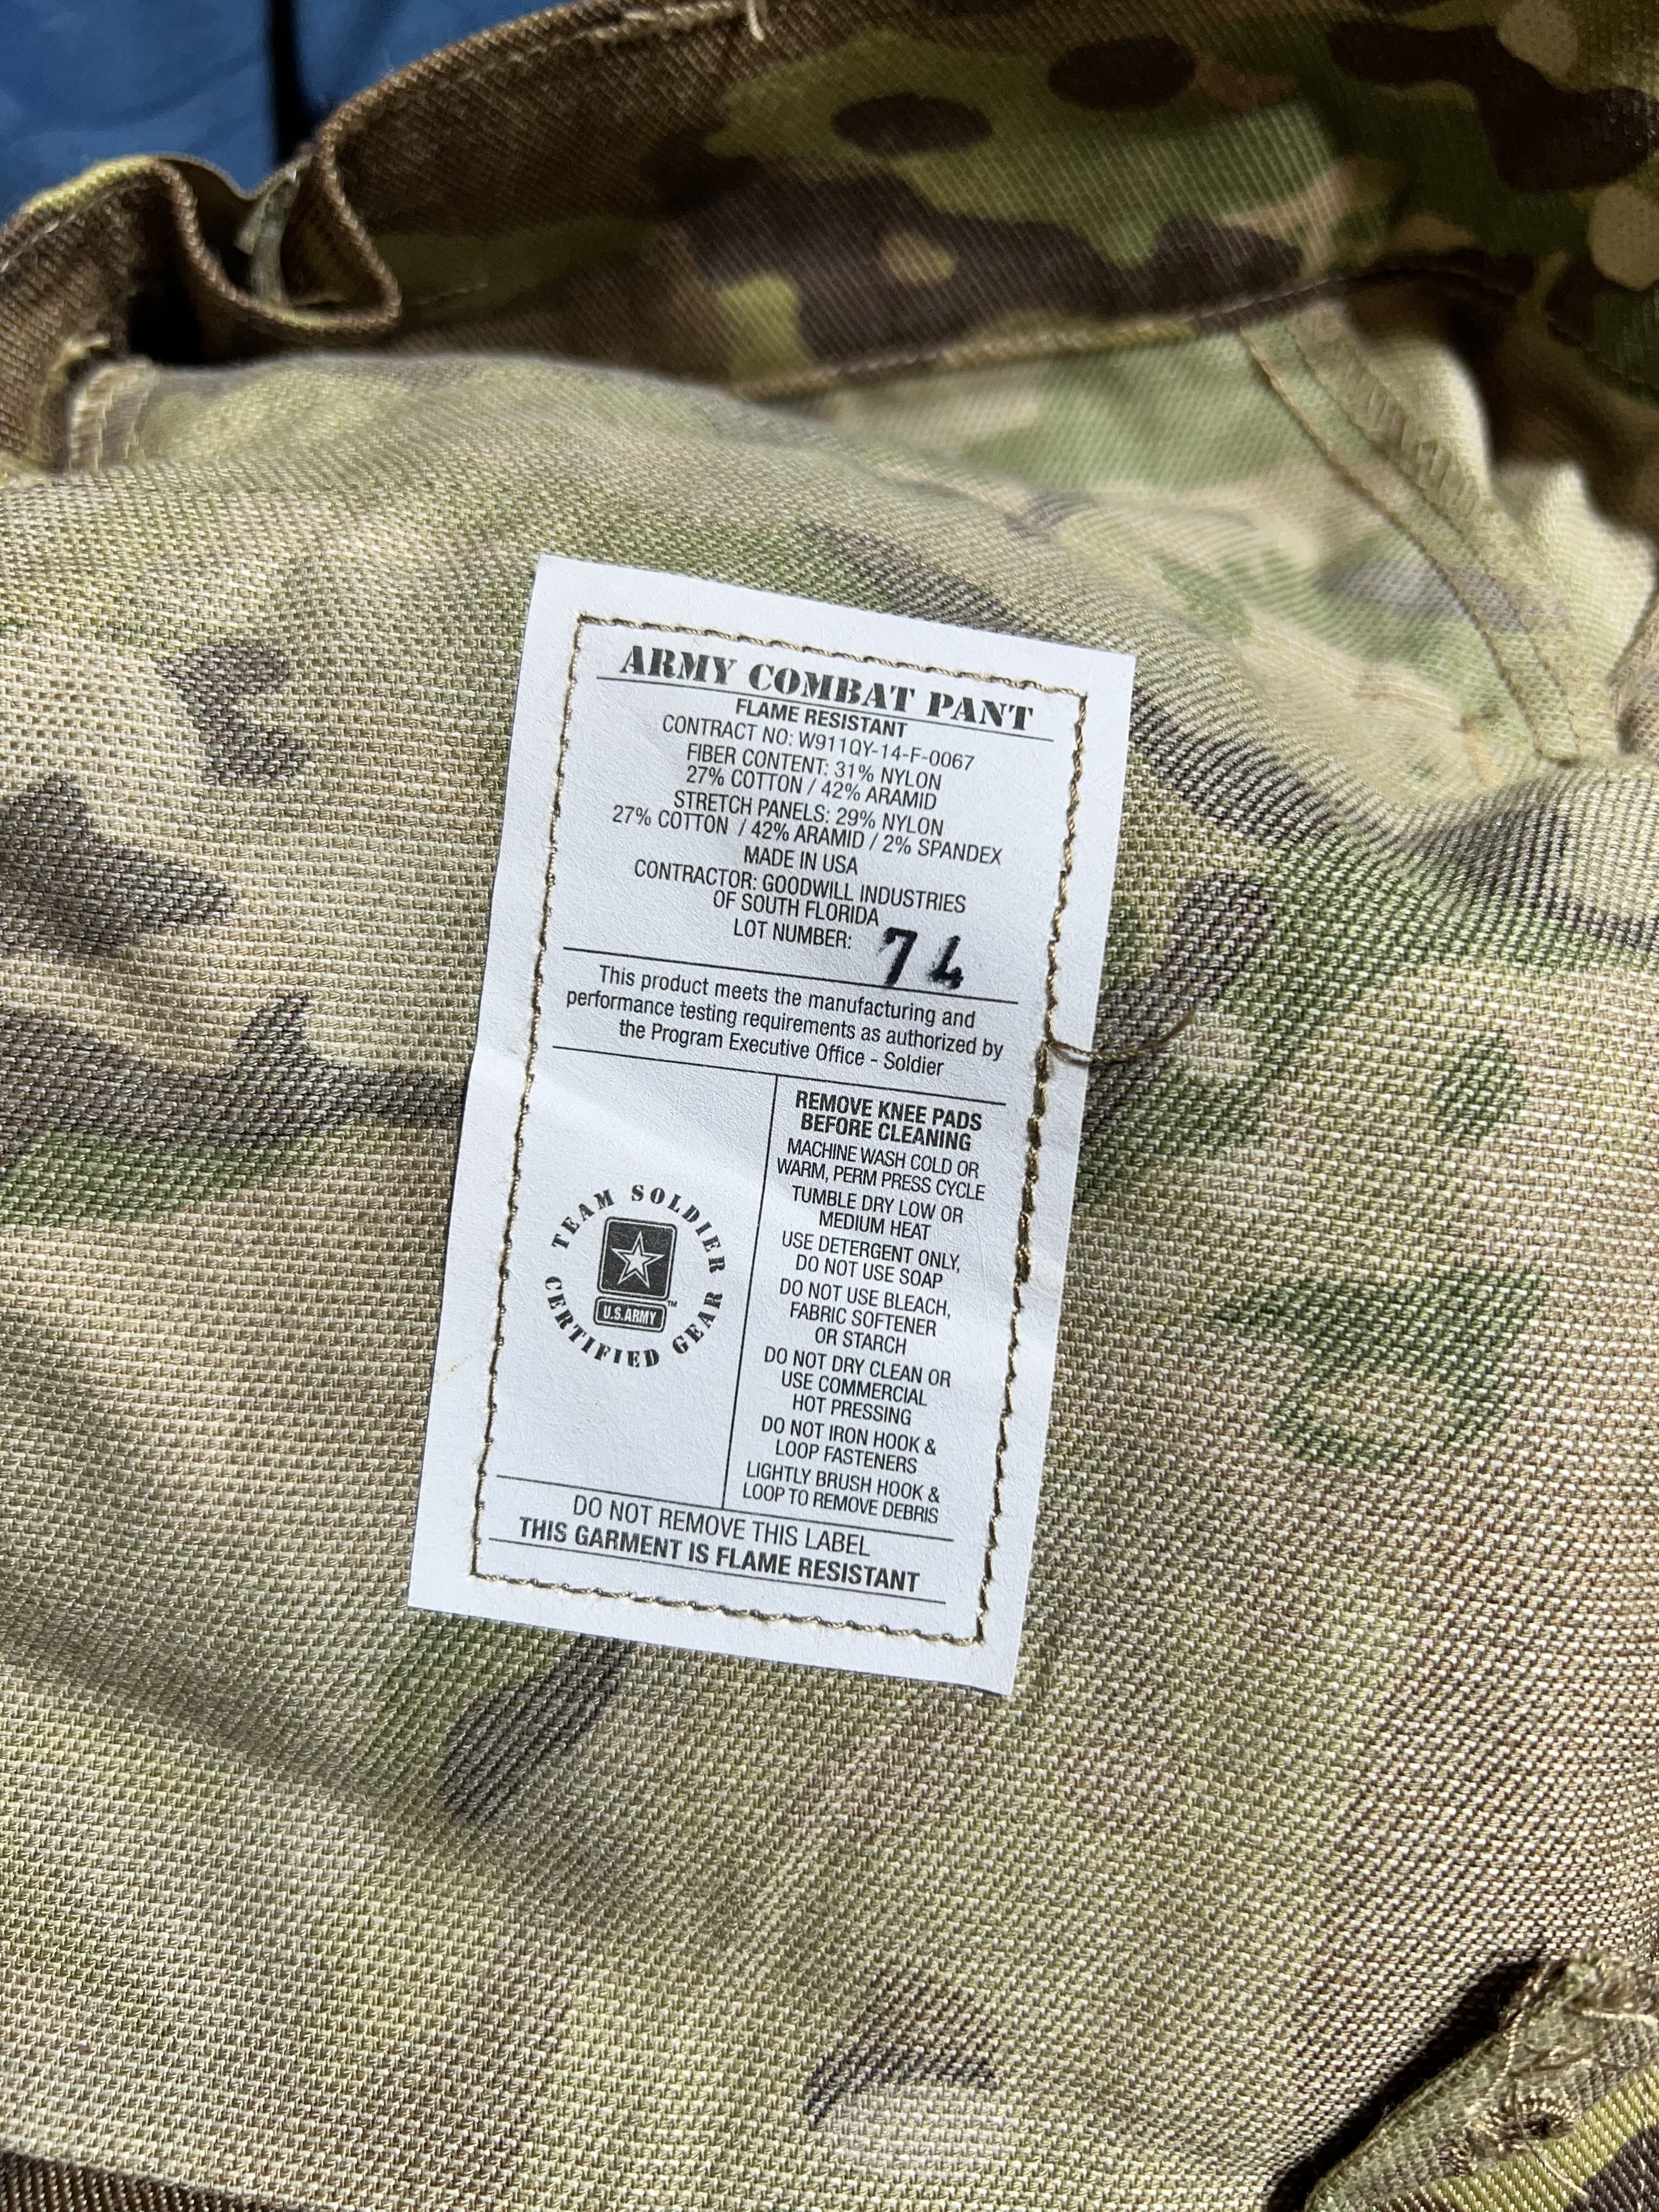 ARMY COMBAT PANT
FLAME RESISTANT
CONTRACT NO: W911QY-14-F-0067
FIBER CONTENT: 31% NYLON
27% COTTON / 42% ARAMID
STRETCH PANELS: 29% NYLON
27% COTTON / 42% ARAMID / 2% SPANDEX
MADE IN USA
CONTRACTOR: GOODWILL INDUSTRIES
OF SOUTH FLORIDA
LOT NUMBER: 74
This product meets the manufacturing and
performance testing requirements as authorized by
the Program Executive Office - Soldier
TEAM SOLDIER
U.S.ARMY™
CERTIFIED GEAR
REMOVE KNEE PADS
BEFORE CLEANING
MACHINE WASH COLD OR
WARM, PERM PRESS CYCLE
TUMBLE DRY LOW OR
MEDIUM HEAT
USE DETERGENT ONLY,
DO NOT USE SOAP
DO NOT USE BLEACH,
FABRIC SOFTENER
OR STARCH
DO NOT DRY CLEAN OR
USE COMMERCIAL
HOT PRESSING
DO NOT IRON HOOK &
LOOP FASTENERS
LIGHTLY BRUSH HOOK &
LOOP TO REMOVE DEBRIS
DO NOT REMOVE THIS LABEL
THIS GARMENT IS FLAME RESISTANT